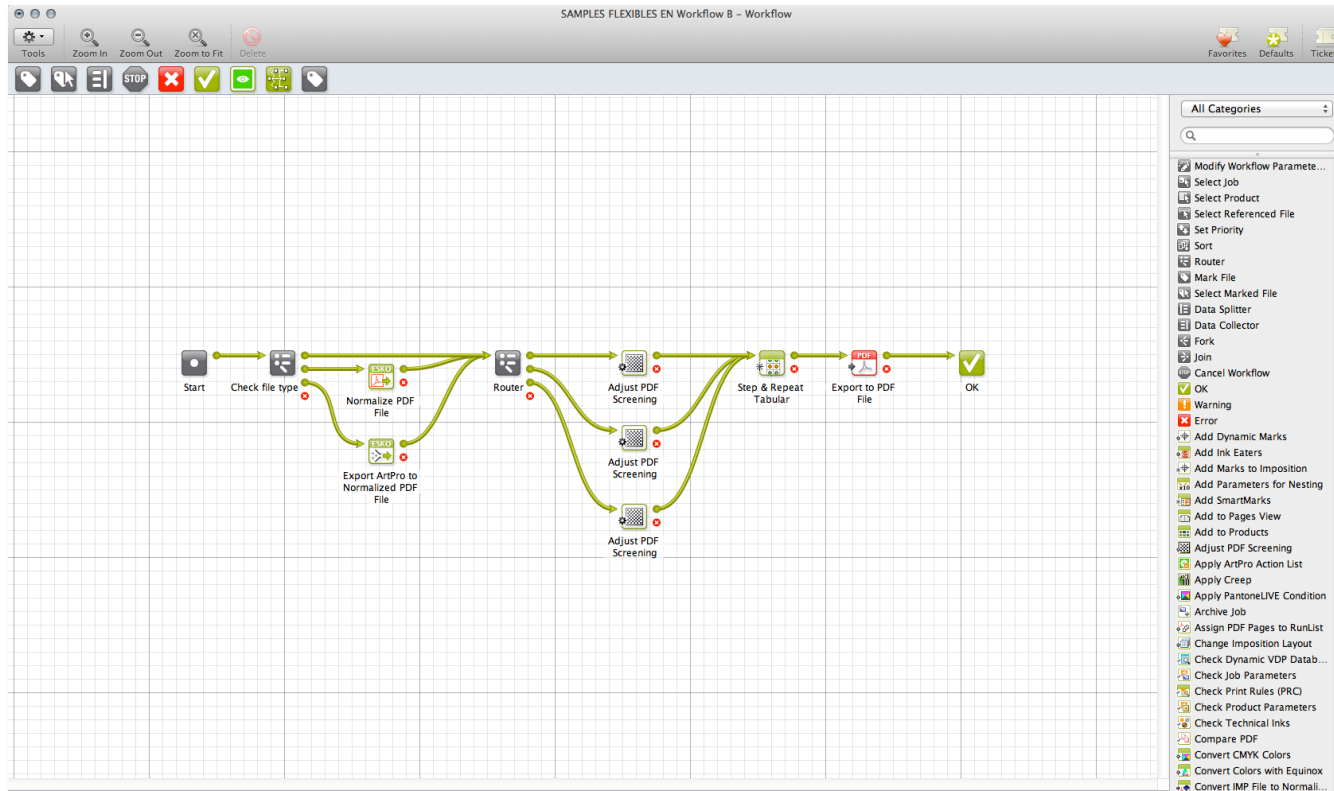 SAMPLES FLEXIBLES EN Workflow B – Workflow
Tools
Zoom In
Zoom Out
Zoom to Fit
Delete
Favorites
Defaults
STOP
All Categories
Modify Workflow Paramete...
Select Job
Select Product
Select Referenced File
Set Priority
Sort
Router
Mark File
Select Marked File
Data Splitter
Data Collector
Fork
Join
Cancel Workflow
OK
Warning
Error
Add Dynamic Marks
Add Ink Eaters
Add Marks to Imposition
Add Parameters for Nesting
Add SmartMarks
Add to Pages View
Add to Products
Adjust PDF Screening
Apply ArtPro Action List
Apply Creep
Apply PantoneLIVE Condition
Archive Job
Assign PDF Pages to RunList
Change Imposition Layout
Check Dynamic VDP Datab...
Check Job Parameters
Check Print Rules (PRC)
Check Product Parameters
Check Technical Inks
Compare PDF
Convert CMYK Colors
Convert Colors with Equinox
Convert IMP File to Normali...
Start
Check file type
ESKO
Normalize PDF
File
ESKO
Export ArtPro to
Normalized PDF
File
Router
Adjust PDF
Screening
Adjust PDF
Screening
Adjust PDF
Screening
Step & Repeat
Tabular
PDF
Export to PDF
File
OK